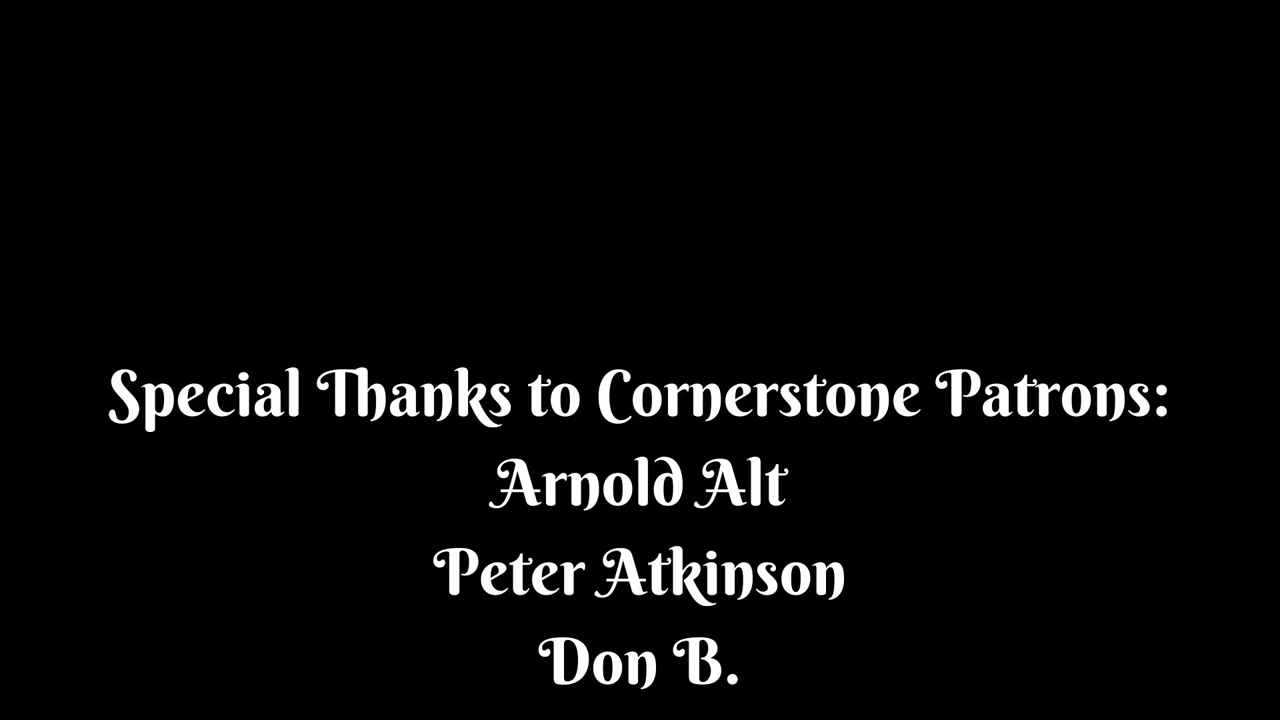 Special Thanks to Cornerstone Patrons:
Arnold Alt
Peter Atkinson
Don B.